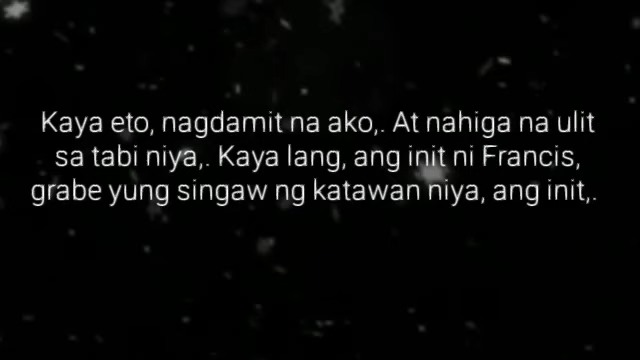 Kaya eto, nagdamit na ako,. At nahiga na ulit
sa tabi niya,. Kaya lang, ang init ni Francis,
grabe yung singaw ng katawan niya, ang init,.